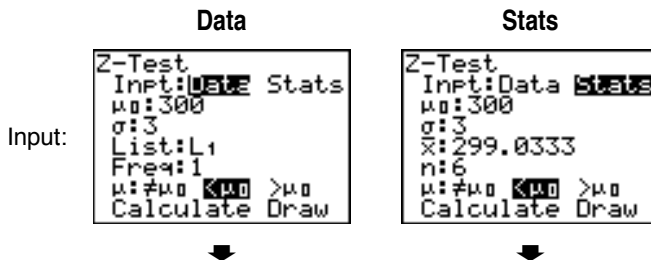 Data
Stats
Input:
Z-Test
Inpt:Data Stats
μ₀:300
σ:3
List:L₁
Freq:1
μ:≠μ₀ <μ₀ >μ₀
Calculate Draw
Z-Test
Inpt:Data Stats
μ₀:300
σ:3
x̄:299.0333
n:6
μ:≠μ₀ <μ₀ >μ₀
Calculate Draw